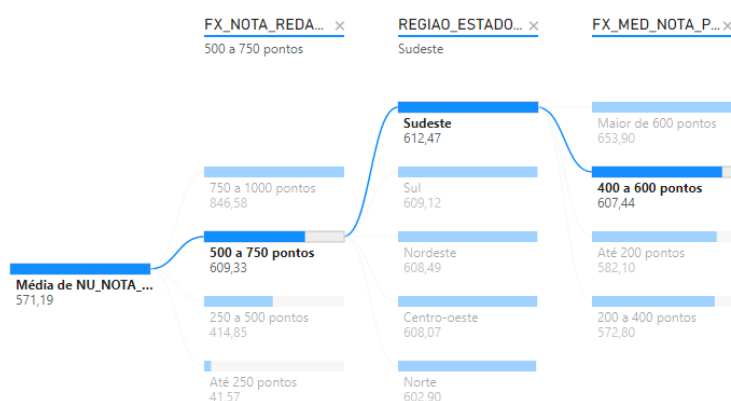 FX_NOTA_REDA... ×
500 a 750 pontos
REGIAO_ESTADO... ×
Sudeste
FX_MED_NOTA_P... ×
Média de NU_NOTA_...
571,19
750 a 1000 pontos
846,58
500 a 750 pontos
609,33
250 a 500 pontos
414,85
Até 250 pontos
41,57
Sudeste
612,47
Sul
609,12
Nordeste
608,49
Centro-oeste
608,07
Norte
602,90
Maior de 600 pontos
653,90
400 a 600 pontos
607,44
Até 200 pontos
582,10
200 a 400 pontos
572,80